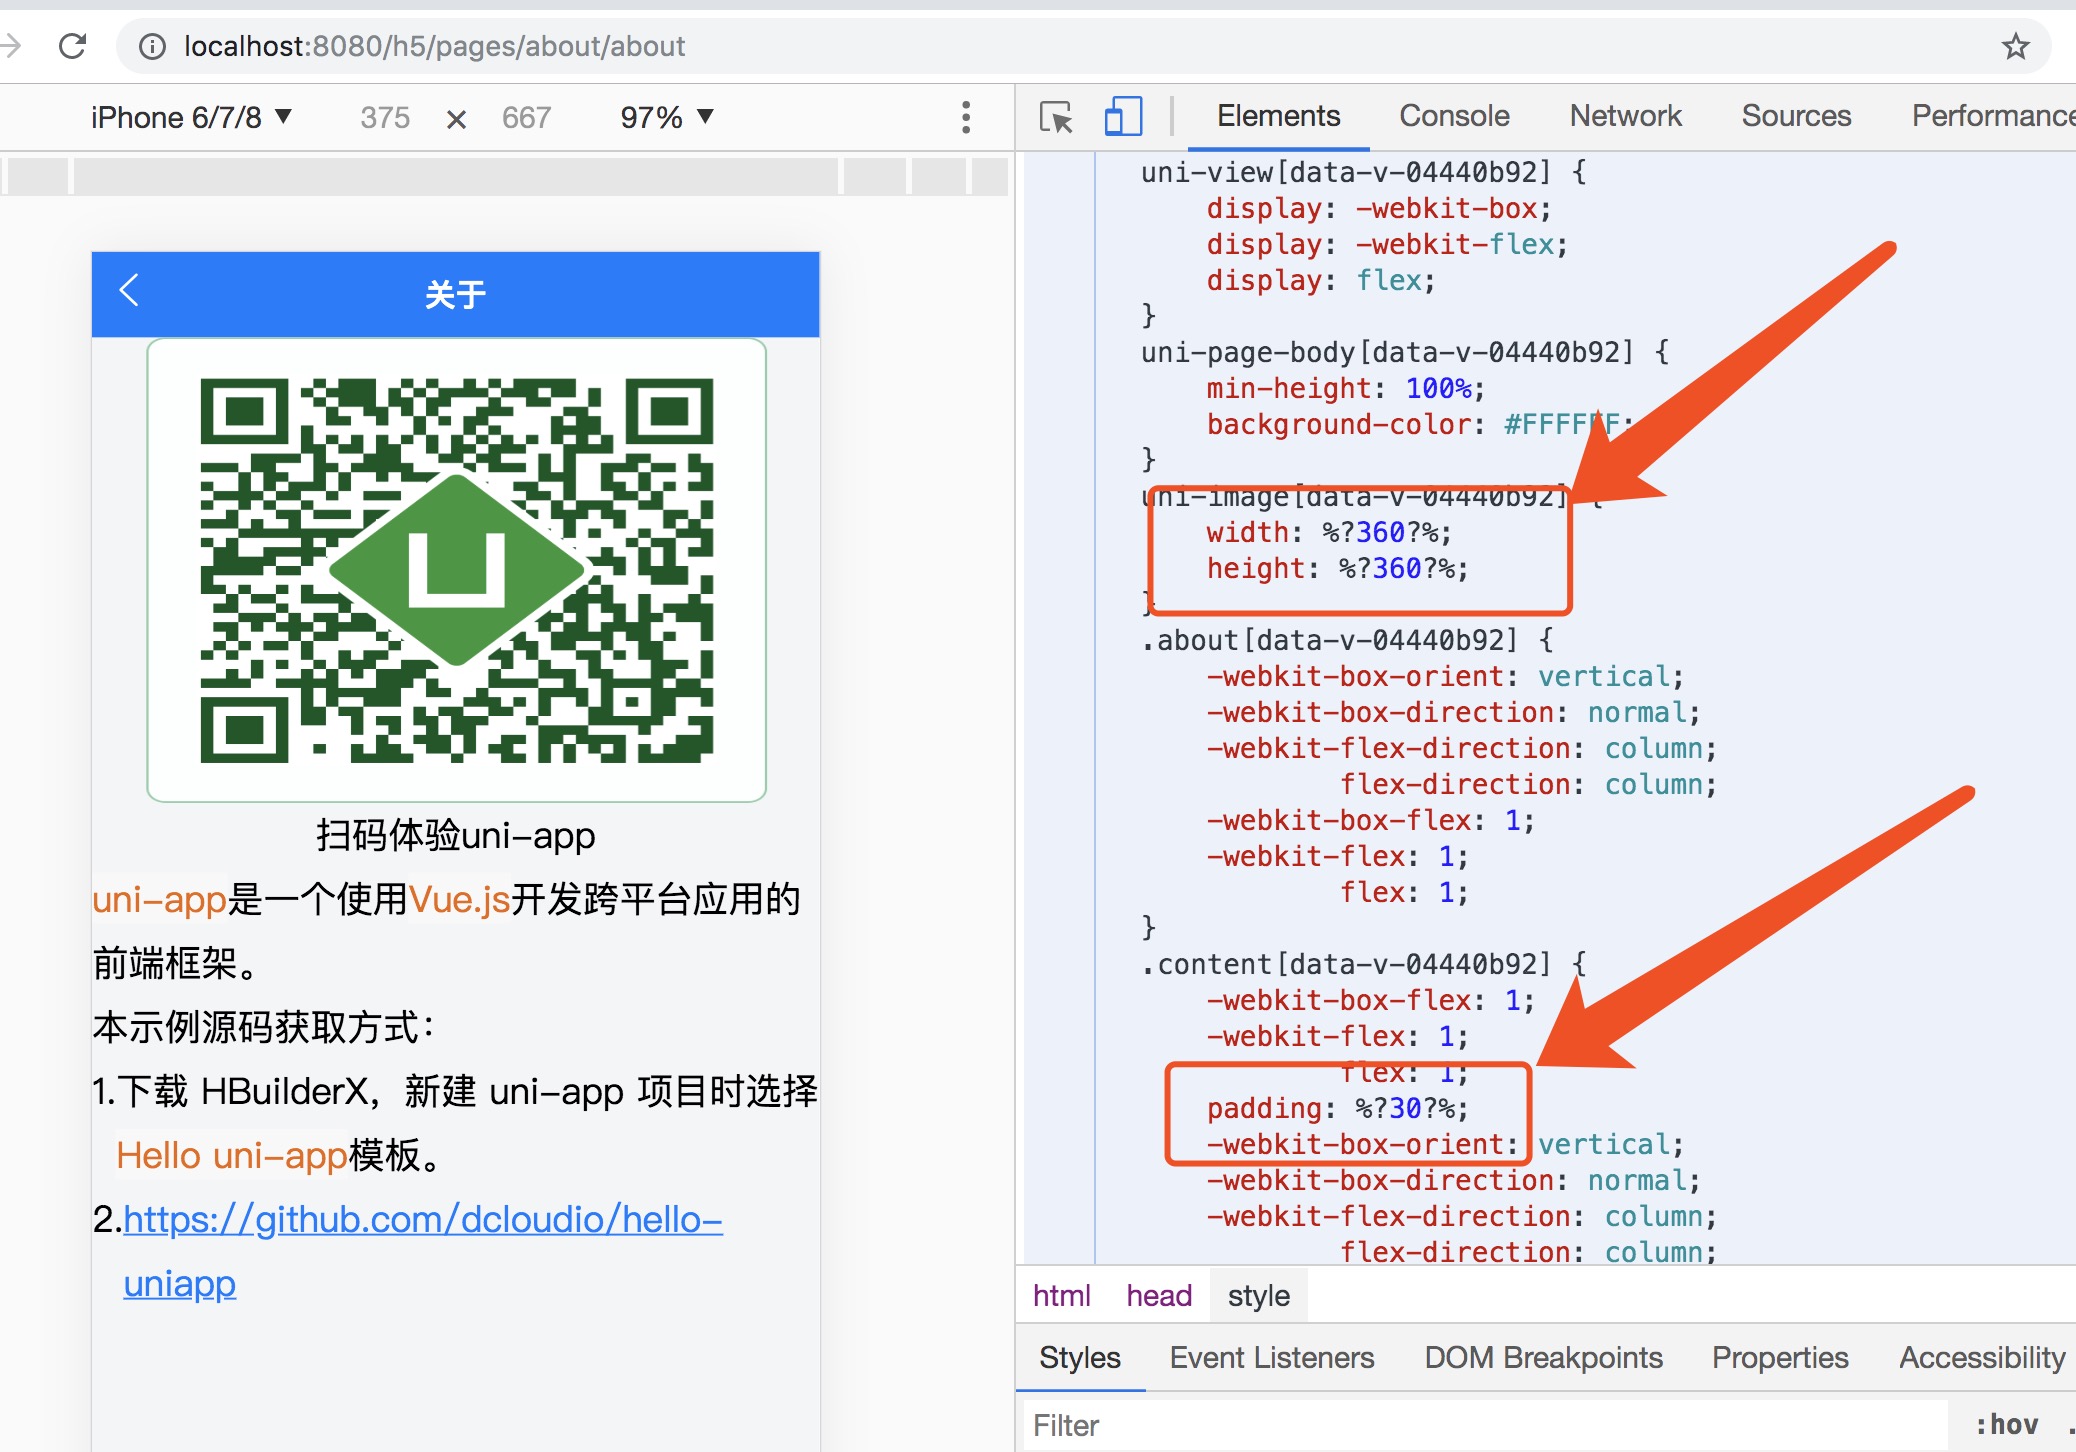 localhost:8080/h5/pages/about/about
iPhone 6/7/8 ▼ 375 × 667 97% ▼
Elements Console Network Sources Performance
关于
扫码体验uni-app
uni-app是一个使用Vue.js开发跨平台应用的
前端框架。
本示例源码获取方式：
1.下载 HBuilderX，新建 uni-app 项目时选择
Hello uni-app模板。
2.https://github.com/dcloudio/hello-
uniapp
uni-view[data-v-04440b92] {
display: -webkit-box;
display: -webkit-flex;
display: flex;
}
uni-page-body[data-v-04440b92] {
min-height: 100%;
background-color: #FFFFFF;
}
uni-image[data-v-04440b92] {
width: %?360?%;
height: %?360?%;
}
.about[data-v-04440b92] {
-webkit-box-orient: vertical;
-webkit-box-direction: normal;
-webkit-flex-direction: column;
flex-direction: column;
-webkit-box-flex: 1;
-webkit-flex: 1;
flex: 1;
}
.content[data-v-04440b92] {
-webkit-box-flex: 1;
-webkit-flex: 1;
flex: 1;
padding: %?30?%;
-webkit-box-orient: vertical;
-webkit-box-direction: normal;
-webkit-flex-direction: column;
flex-direction: column;
html head style
Styles Event Listeners DOM Breakpoints Properties Accessibility
Filter :hov .